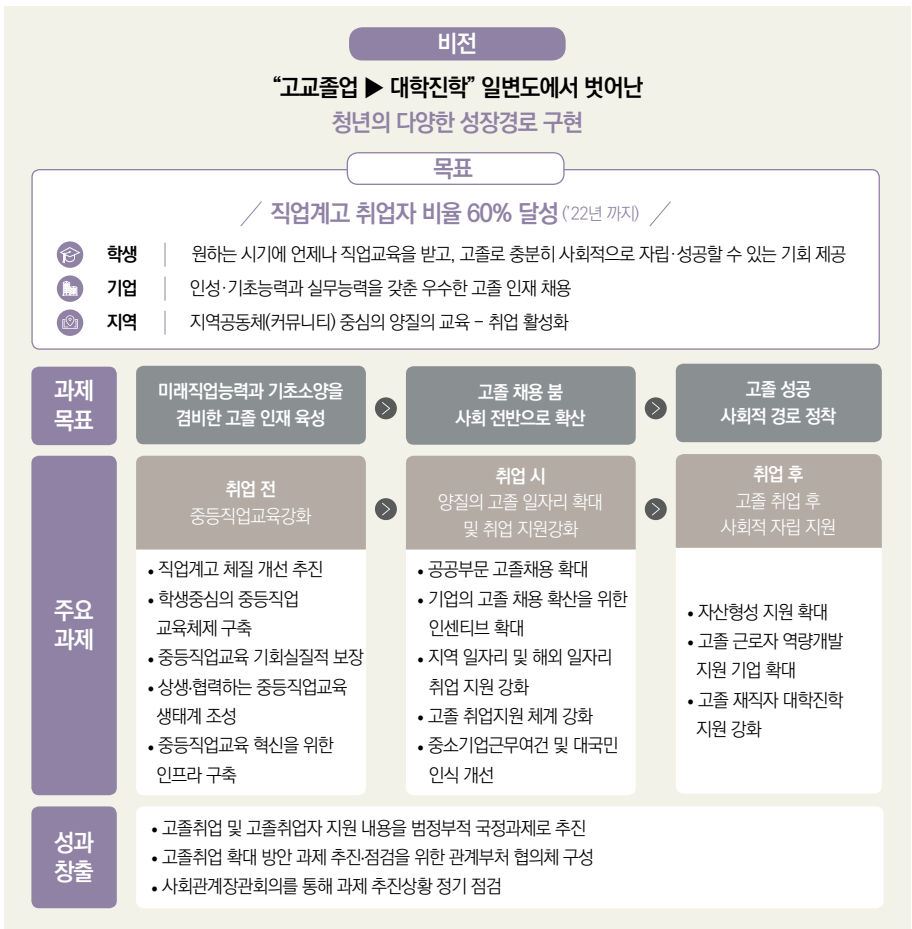 비전
“고교졸업 ▶ 대학진학” 일변도에서 벗어난
청년의 다양한 성장경로 구현
목표
직업계고 취업자 비율 60% 달성 (’22년 까지)
학생 원하는 시기에 언제나 직업교육을 받고, 고졸로 충분히 사회적으로 자립·성공할 수 있는 기회 제공
기업 인성·기초능력과 실무능력을 갖춘 우수한 고졸 인재 채용
지역 지역공동체(커뮤니티) 중심의 양질의 교육 – 취업 활성화
과제
목표
미래직업능력과 기초소양을
겸비한 고졸 인재 육성
고졸 채용 붐
사회 전반으로 확산
고졸 성공
사회적 경로 정착
주요
과제
취업 전
중등직업교육강화
• 직업계고 체질 개선 추진
• 학생중심의 중등직업
교육체제 구축
• 중등직업교육 기회실질적 보장
• 상생·협력하는 중등직업교육
생태계 조성
• 중등직업교육 혁신을 위한
인프라 구축
취업 시
양질의 고졸 일자리 확대
및 취업 지원강화
• 공공부문 고졸채용 확대
• 기업의 고졸 채용 확산을 위한
인센티브 확대
• 지역 일자리 및 해외 일자리
취업 지원 강화
• 고졸 취업지원 체계 강화
• 중소기업근무여건 및 대국민
인식 개선
취업 후
고졸 취업 후
사회적 자립 지원
• 자산형성 지원 확대
• 고졸 근로자 역량개발
지원 기업 확대
• 고졸 재직자 대학진학
지원 강화
성과
창출
• 고졸취업 및 고졸취업자 지원 내용을 범정부적 국정과제로 추진
• 고졸취업 확대 방안 과제 추진·점검을 위한 관계부처 협의체 구성
• 사회관계장관회의를 통해 과제 추진상황 정기 점검